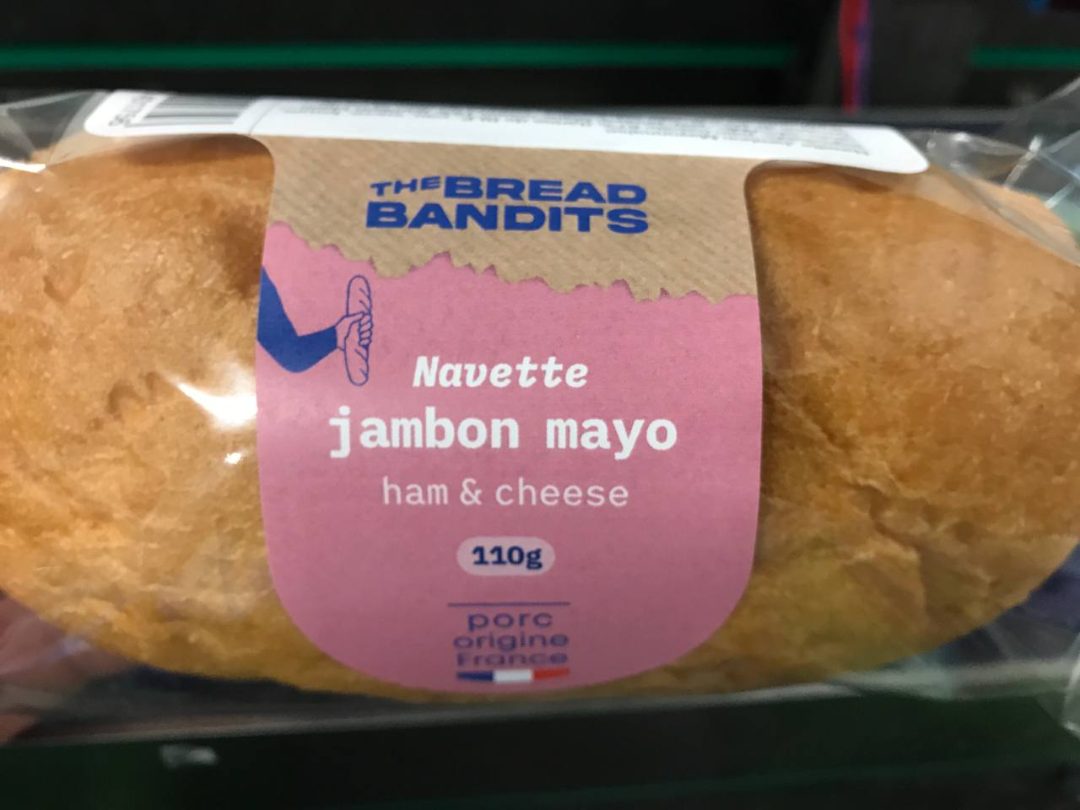 THE BREAD
BANDITS
Navette
jambon mayo
ham & cheese
110g
porc
origine
France